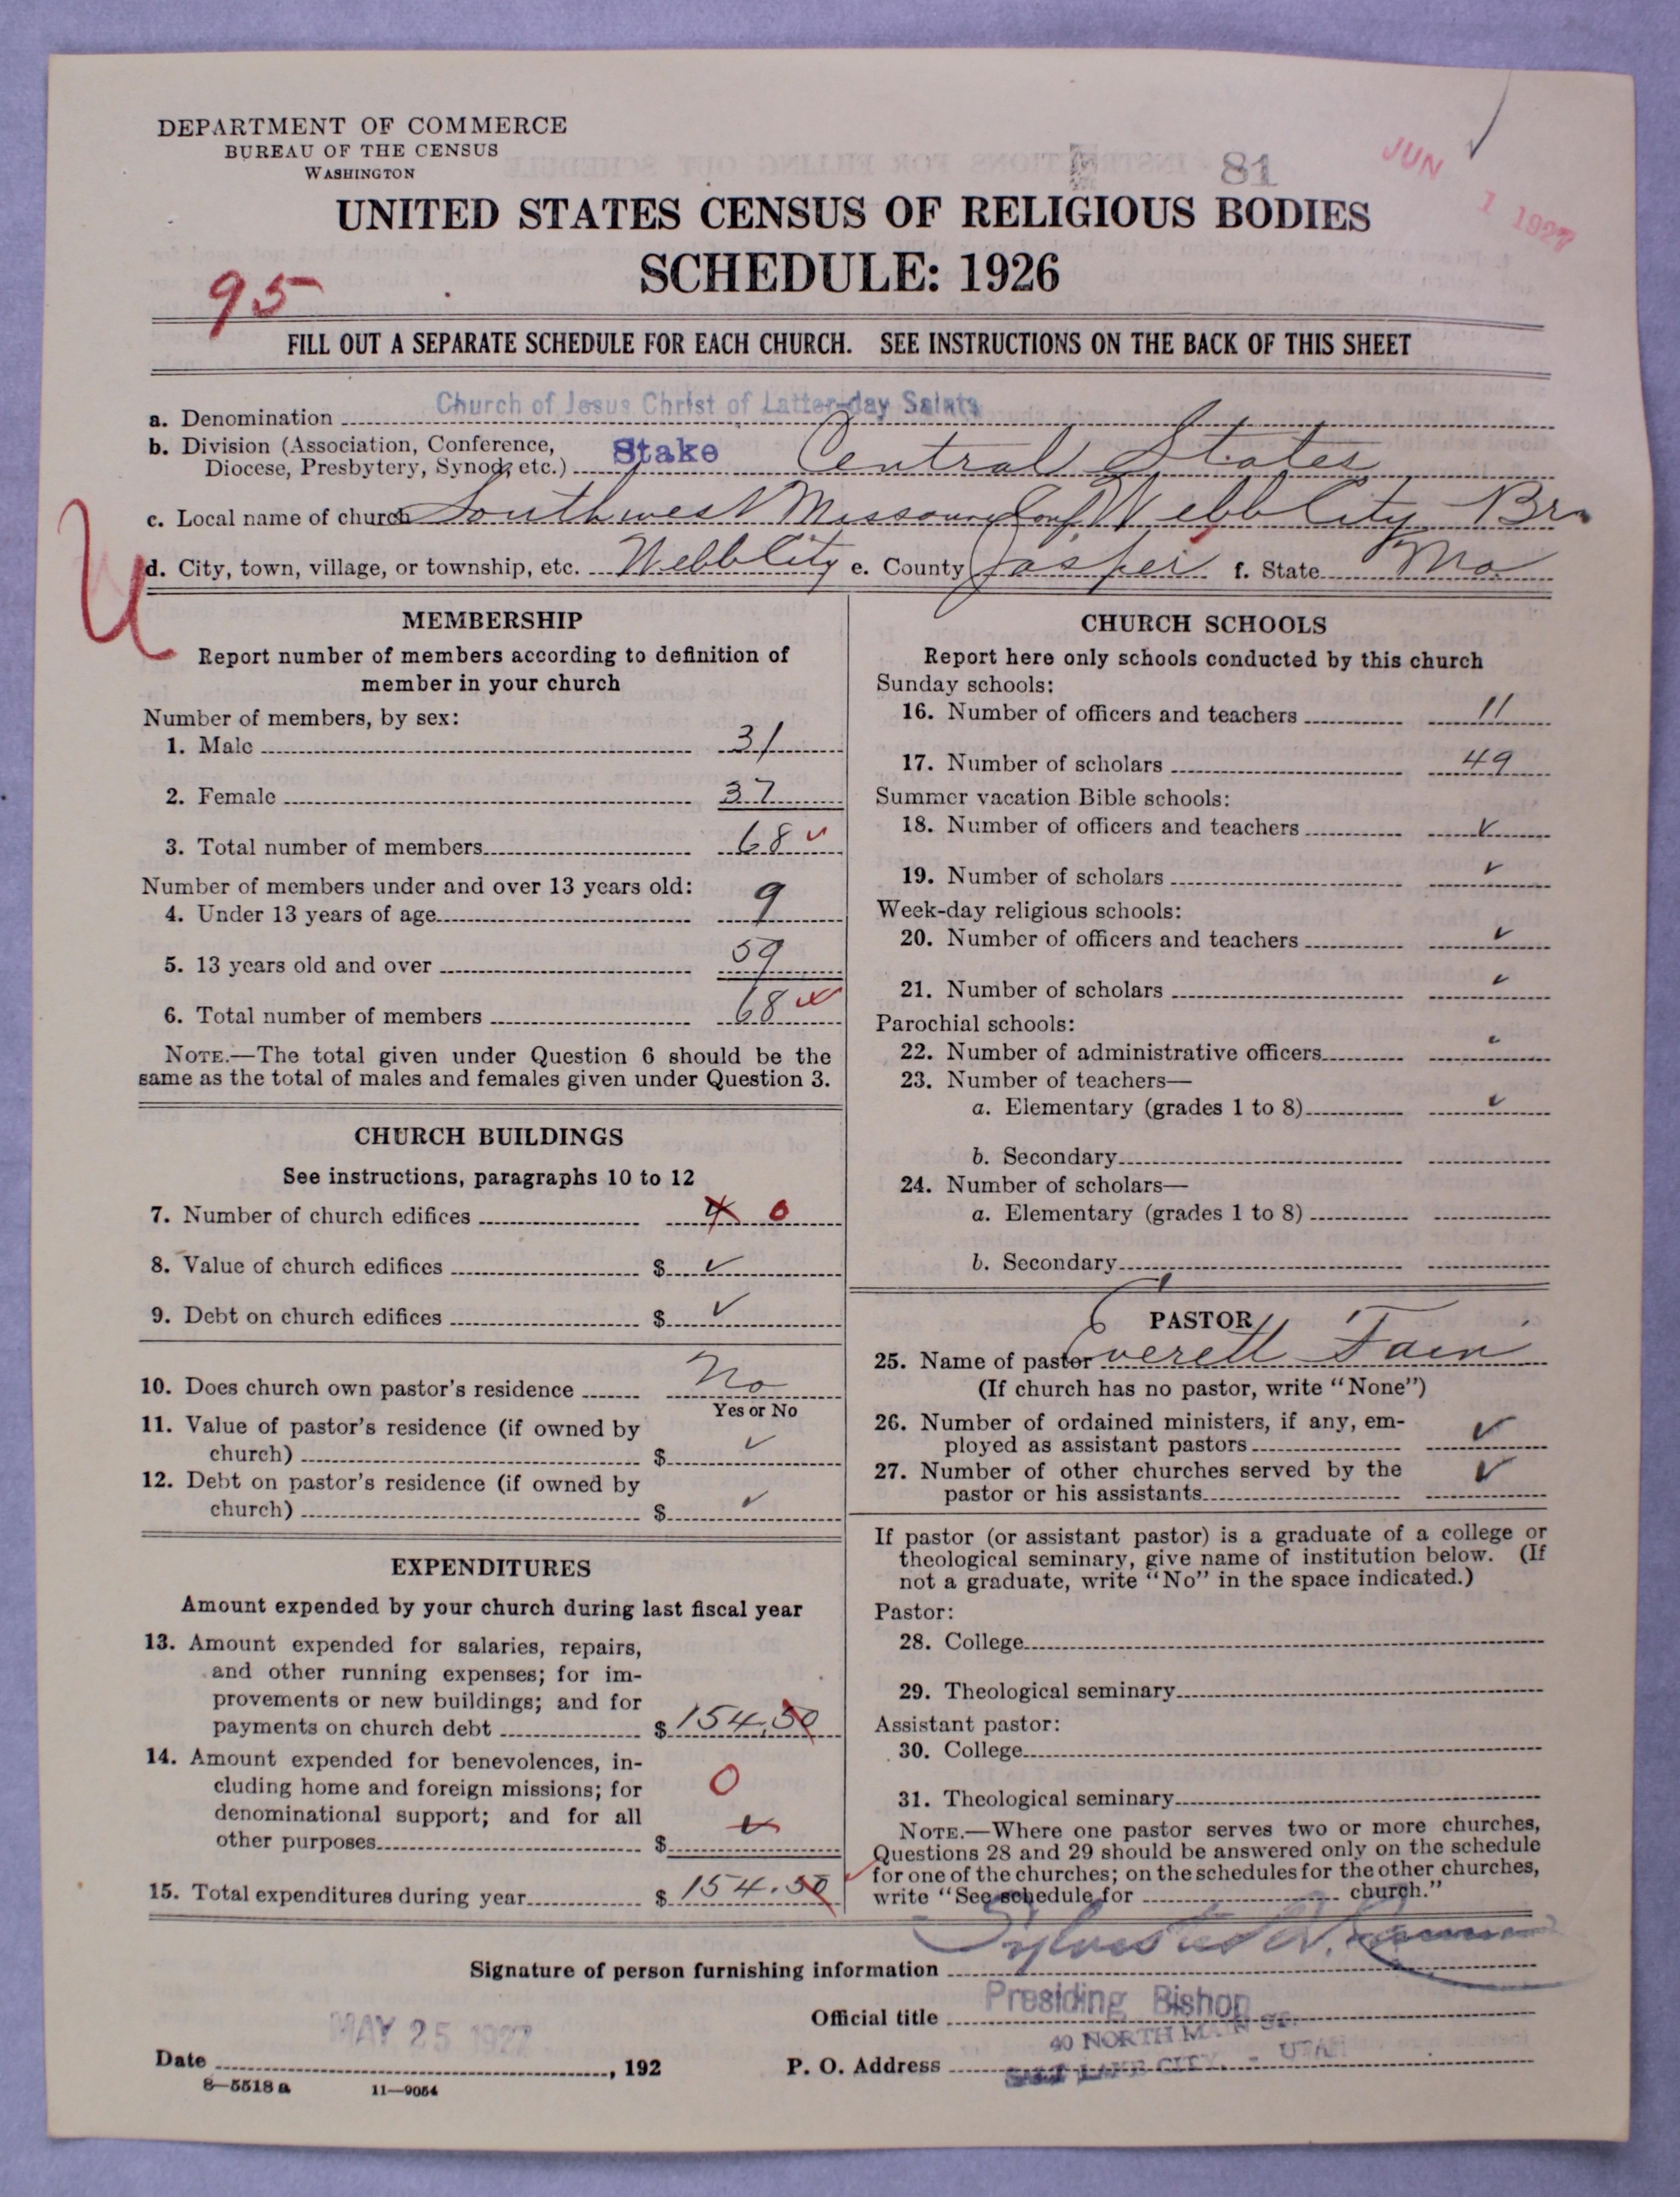 DEPARTMENT OF COMMERCE
BUREAU OF THE CENSUS
WASHINGTON
81
JUN 1 1927
UNITED STATES CENSUS OF RELIGIOUS BODIES
SCHEDULE: 1926
95
FILL OUT A SEPARATE SCHEDULE FOR EACH CHURCH. SEE INSTRUCTIONS ON THE BACK OF THIS SHEET
a. Denomination Church of Jesus Christ of Latter-day Saints
b. Division (Association, Conference,
Diocese, Presbytery, Synod, etc.) Stake Central States
c. Local name of church Southwest Missouri Conf Webb City Br.
U
d. City, town, village, or township, etc. Webb City e. County Jasper f. State Mo.
MEMBERSHIP
Report number of members according to definition of
member in your church
Number of members, by sex:
1. Male 31
2. Female 37
3. Total number of members 68
Number of members under and over 13 years old:
4. Under 13 years of age 9
5. 13 years old and over 59
6. Total number of members 68
NOTE.—The total given under Question 6 should be the
same as the total of males and females given under Question 3.
CHURCH BUILDINGS
See instructions, paragraphs 10 to 12
7. Number of church edifices 0
8. Value of church edifices $ ✓
9. Debt on church edifices $ ✓
10. Does church own pastor's residence No
Yes or No
11. Value of pastor's residence (if owned by
church) $ ✓
12. Debt on pastor's residence (if owned by
church) $ ✓
EXPENDITURES
Amount expended by your church during last fiscal year
13. Amount expended for salaries, repairs,
and other running expenses; for im-
provements or new buildings; and for
payments on church debt $ 154.50
14. Amount expended for benevolences, in-
cluding home and foreign missions; for 0
denominational support; and for all
other purposes $ ✓
15. Total expenditures during year $ 154.50
CHURCH SCHOOLS
Report here only schools conducted by this church
Sunday schools:
16. Number of officers and teachers 11
17. Number of scholars 49
Summer vacation Bible schools:
18. Number of officers and teachers ✓
19. Number of scholars ✓
Week-day religious schools:
20. Number of officers and teachers ✓
21. Number of scholars ✓
Parochial schools:
22. Number of administrative officers ✓
23. Number of teachers—
a. Elementary (grades 1 to 8) ✓
b. Secondary
24. Number of scholars—
a. Elementary (grades 1 to 8)
b. Secondary
PASTOR
25. Name of pastor Everett Fain
(If church has no pastor, write "None")
26. Number of ordained ministers, if any, em-
ployed as assistant pastors ✓
27. Number of other churches served by the
pastor or his assistants ✓
If pastor (or assistant pastor) is a graduate of a college or
theological seminary, give name of institution below. (If
not a graduate, write "No" in the space indicated.)
Pastor:
28. College
29. Theological seminary
Assistant pastor:
30. College
31. Theological seminary
NOTE.—Where one pastor serves two or more churches,
Questions 28 and 29 should be answered only on the schedule
for one of the churches; on the schedules for the other churches,
write "See schedule for church."
Signature of person furnishing information
Official title Presiding Bishop
40 NORTH MAIN ST.
MAY 25 1927
Date , 192
P. O. Address SALT LAKE CITY, - UTAH
8—5518 a 11—9054